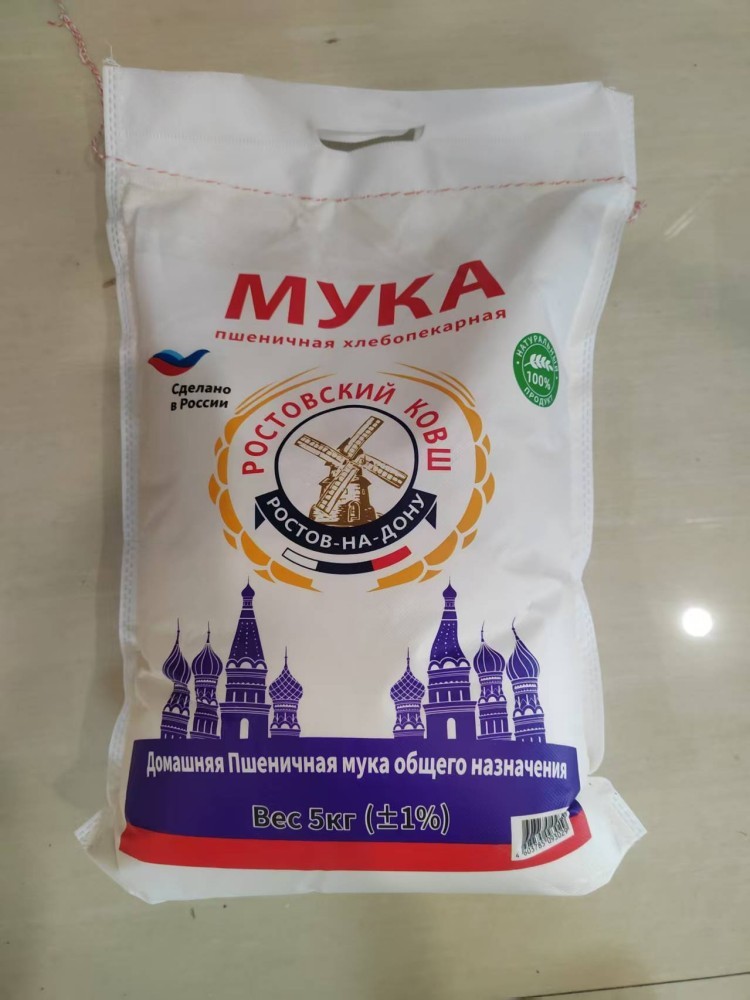 МУКА
пшеничная хлебопекарная
Сделано
в России
НАТУРАЛЬНЫЙ
100%
ПРОДУКТ
РОСТОВСКИЙ КОВШ
РОСТОВ-НА-ДОНУ
Домашняя Пшеничная мука общего назначения
Вес 5кг (±1%)